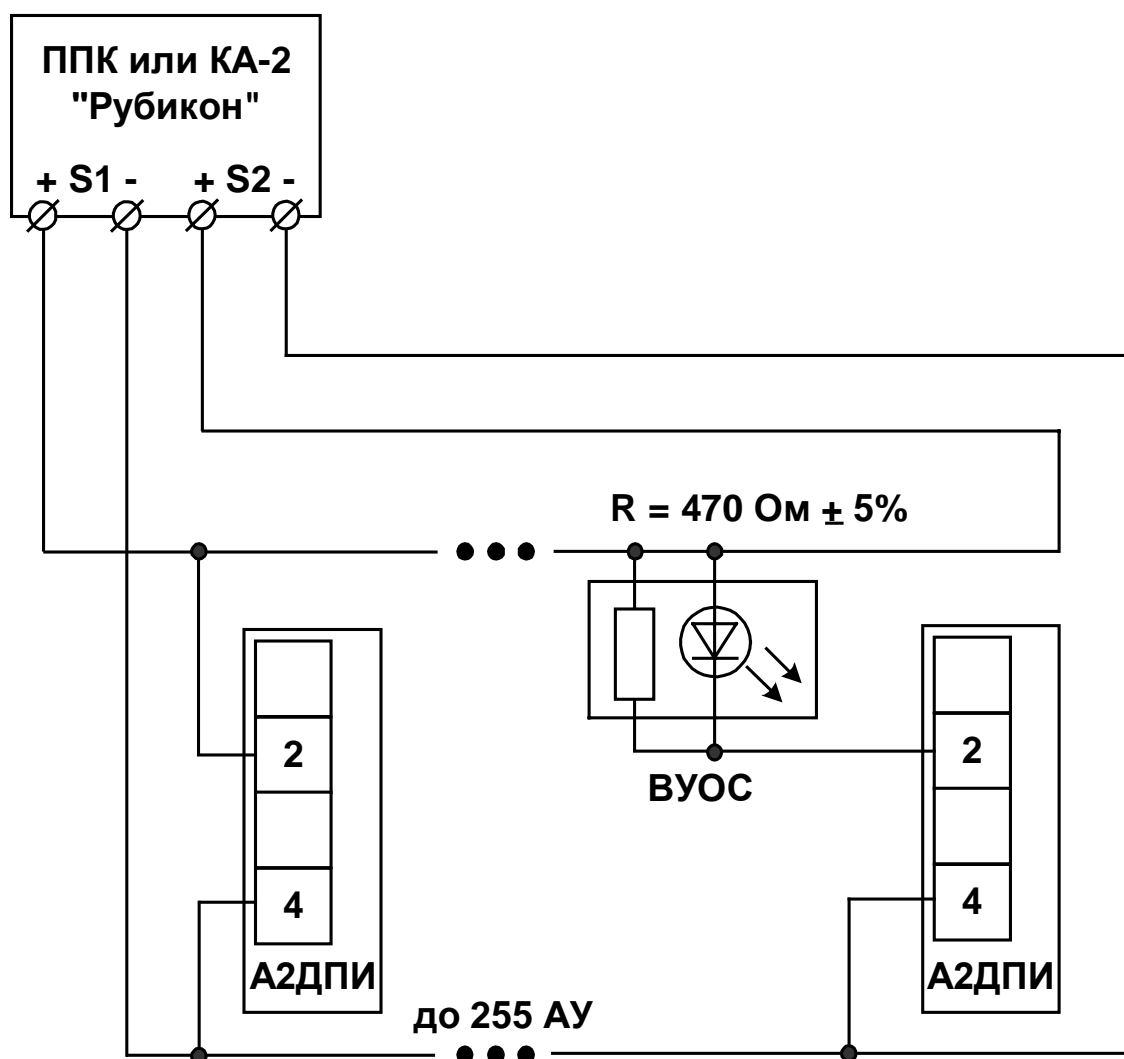 ППК или КА-2
"Рубикон"
+ S1 - + S2 -
R = 470 Ом ± 5%
2
2
ВУОС
4
4
А2ДПИ
А2ДПИ
до 255 АУ